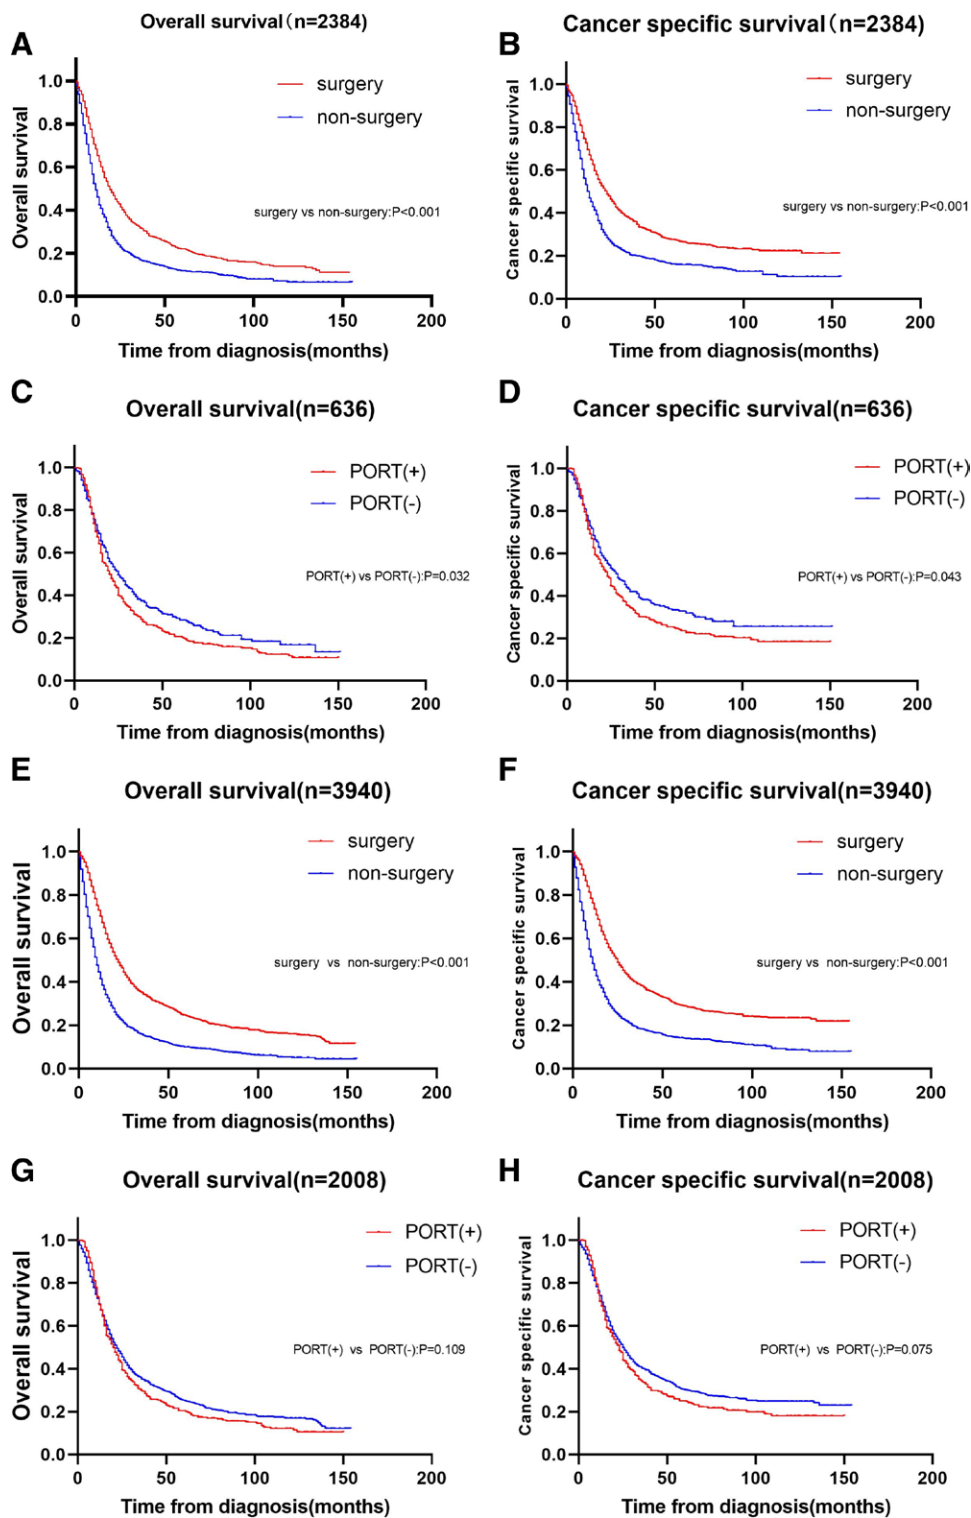 A
Overall survival(n=2384)
surgery
non-surgery
surgery vs non-surgery:P<0.001
Overall survival
1.0
0.8
0.6
0.4
0.2
0.0
0 50 100 150 200
Time from diagnosis(months)
B
Cancer specific survival(n=2384)
surgery
non-surgery
surgery vs non-surgery:P<0.001
Cancer specific survival
1.0
0.8
0.6
0.4
0.2
0.0
0 50 100 150 200
Time from diagnosis(months)
C
Overall survival(n=636)
PORT(+)
PORT(-)
PORT(+) vs PORT(-):P=0.032
Overall survival
1.0
0.8
0.6
0.4
0.2
0.0
0 50 100 150 200
Time from diagnosis(months)
D
Cancer specific survival(n=636)
PORT(+)
PORT(-)
PORT(+) vs PORT(-):P=0.043
Cancer specific survival
1.0
0.8
0.6
0.4
0.2
0.0
0 50 100 150 200
Time from diagnosis(months)
E
Overall survival(n=3940)
surgery
non-surgery
surgery vs non-surgery:P<0.001
Overall survival
1.0
0.8
0.6
0.4
0.2
0.0
0 50 100 150 200
Time from diagnosis(months)
F
Cancer specific survival(n=3940)
surgery
non-surgery
surgery vs non-surgery:P<0.001
Cancer specific survival
1.0
0.8
0.6
0.4
0.2
0.0
0 50 100 150 200
Time from diagnosis(months)
G
Overall survival(n=2008)
PORT(+)
PORT(-)
PORT(+) vs PORT(-):P=0.109
Overall survival
1.0
0.8
0.6
0.4
0.2
0.0
0 50 100 150 200
Time from diagnosis(months)
H
Cancer specific survival(n=2008)
PORT(+)
PORT(-)
PORT(+) vs PORT(-):P=0.075
Cancer specific survival
1.0
0.8
0.6
0.4
0.2
0.0
0 50 100 150 200
Time from diagnosis(months)